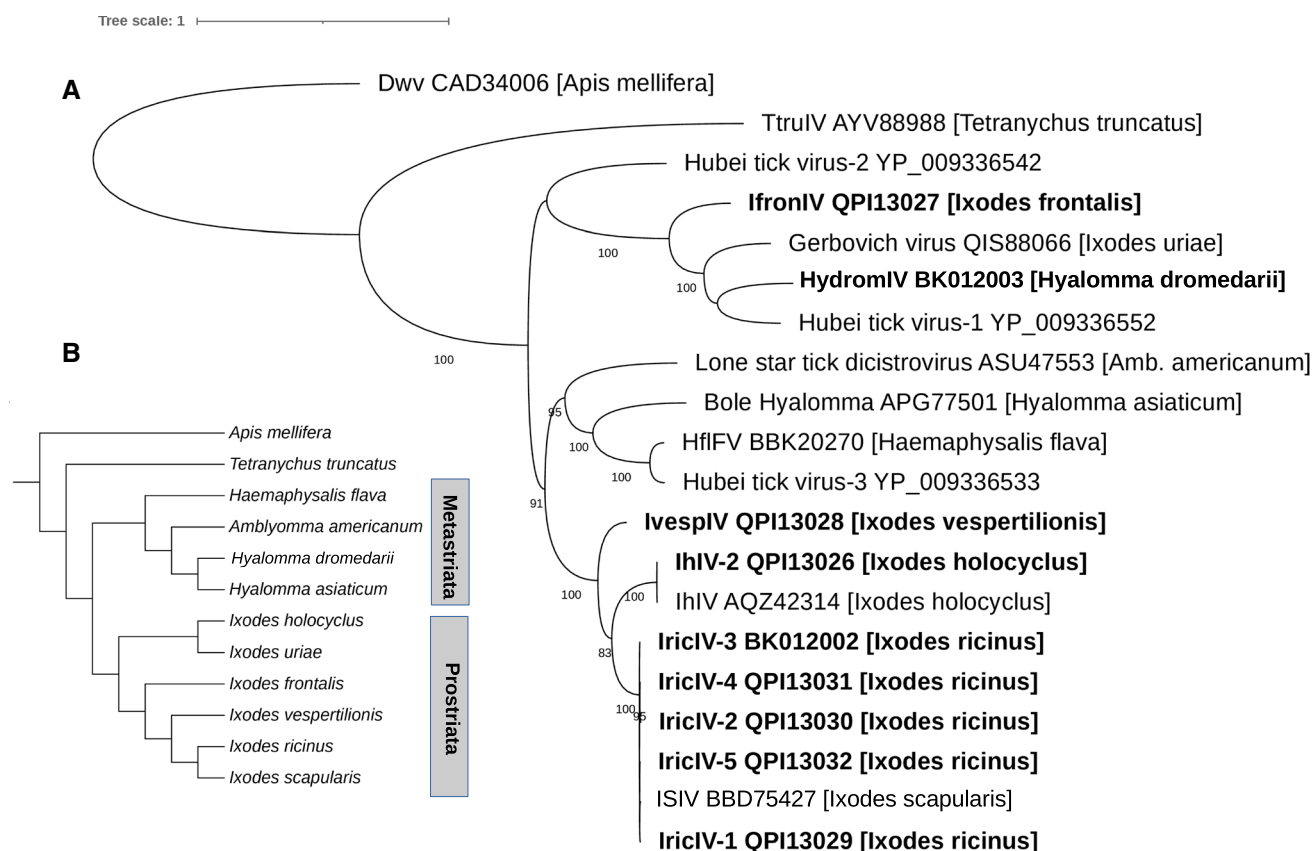 Tree scale: 1
A
Dwv CAD34006 [Apis mellifera]
TtruIV AYV88988 [Tetranychus truncatus]
Hubei tick virus-2 YP_009336542
IfronIV QPI13027 [Ixodes frontalis]
100
Gerbovich virus QIS88066 [Ixodes uriae]
100
HydromIV BK012003 [Hyalomma dromedarii]
Hubei tick virus-1 YP_009336552
100
Lone star tick dicistrovirus ASU47553 [Amb. americanum]
95
Bole Hyalomma APG77501 [Hyalomma asiaticum]
100
HflFV BBK20270 [Haemaphysalis flava]
100
Hubei tick virus-3 YP_009336533
91
IvespIV QPI13028 [Ixodes vespertilionis]
IhIV-2 QPI13026 [Ixodes holocyclus]
100
100
IhIV AQZ42314 [Ixodes holocyclus]
83
IricIV-3 BK012002 [Ixodes ricinus]
IricIV-4 QPI13031 [Ixodes ricinus]
100
95
IricIV-2 QPI13030 [Ixodes ricinus]
IricIV-5 QPI13032 [Ixodes ricinus]
ISIV BBD75427 [Ixodes scapularis]
IricIV-1 QPI13029 [Ixodes ricinus]
B
Apis mellifera
Tetranychus truncatus
Haemaphysalis flava
Amblyomma americanum
Hyalomma dromedarii
Hyalomma asiaticum
Metastriata
Ixodes holocyclus
Ixodes uriae
Ixodes frontalis
Ixodes vespertilionis
Ixodes ricinus
Ixodes scapularis
Prostriata